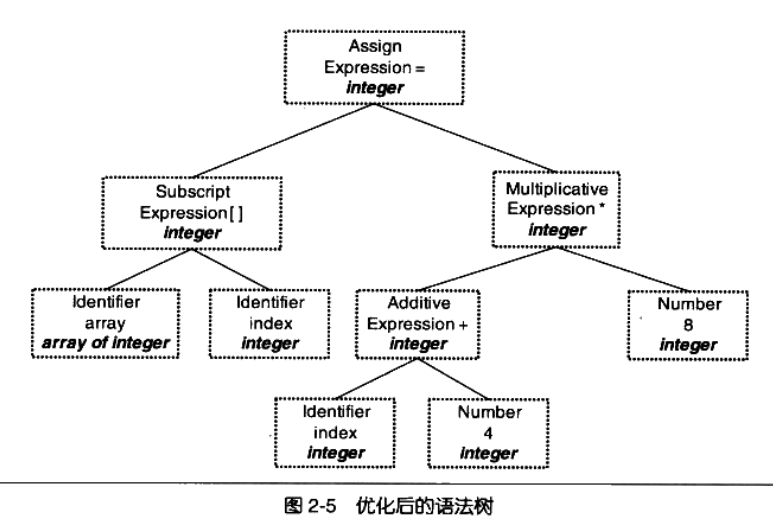 Assign
Expression =
integer
Subscript
Expression[ ]
integer
Multiplicative
Expression *
integer
Identifier
array
array of integer
Identifier
index
integer
Additive
Expression +
integer
Number
8
integer
Identifier
index
integer
Number
4
integer
图 2-5 优化后的语法树